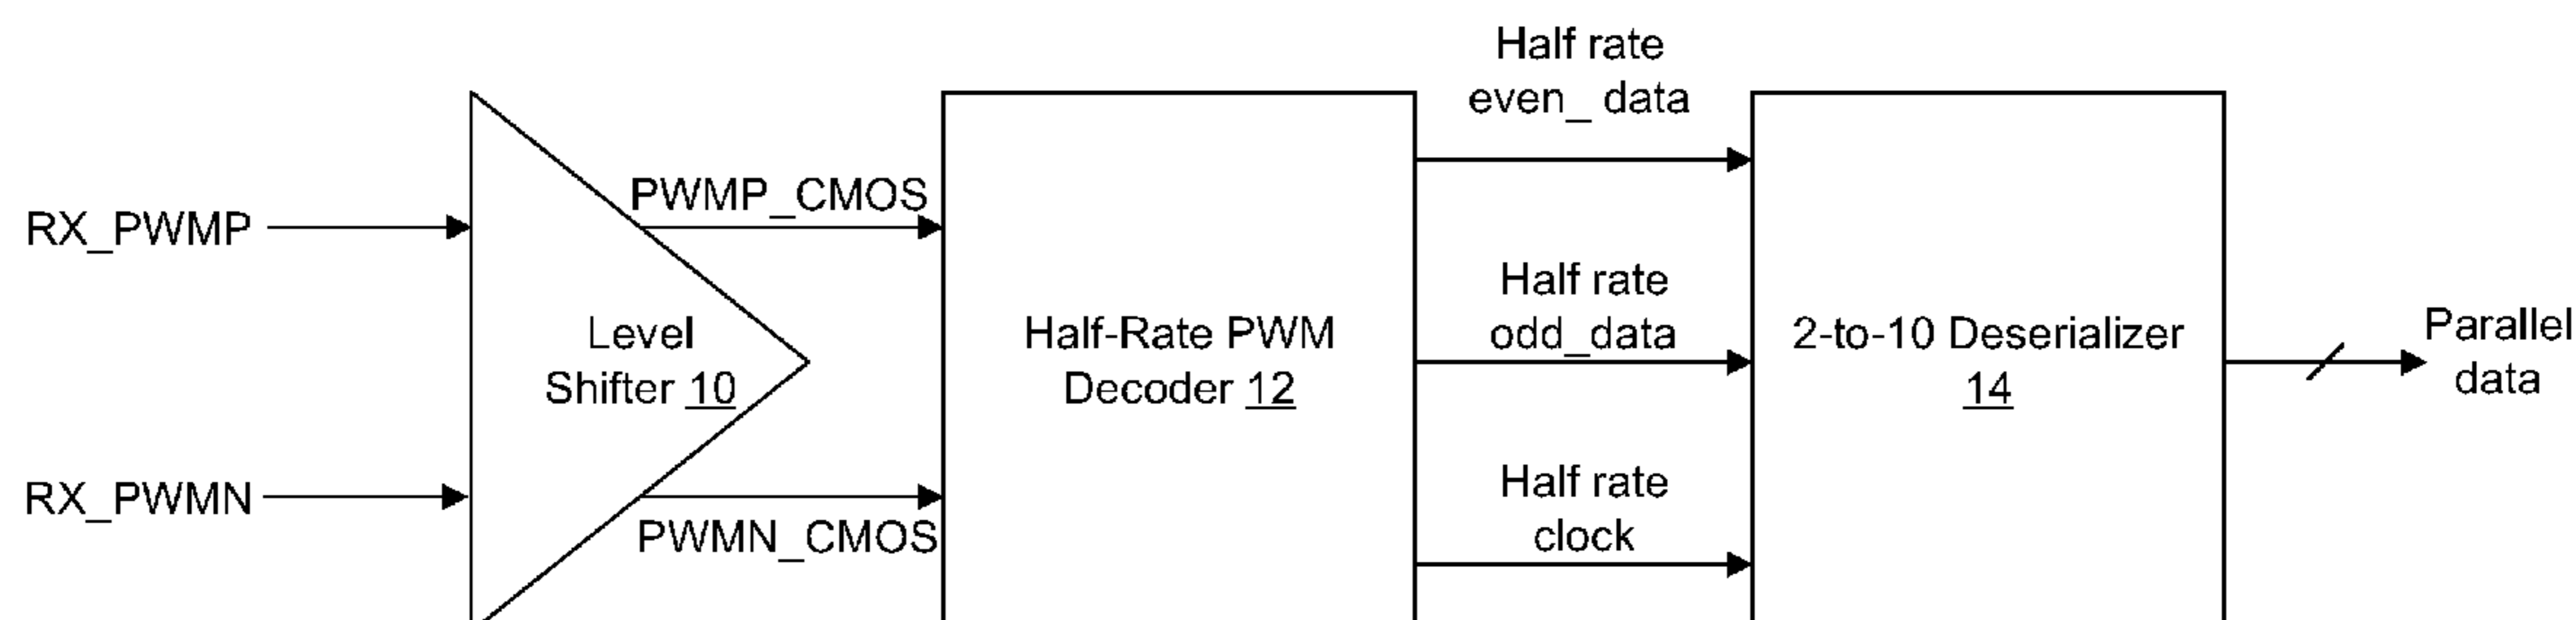 RX_PWMP
RX_PWMN
Level
Shifter 10
PWMP_CMOS
PWMN_CMOS
Half-Rate PWM
Decoder 12
Half rate
even_ data
Half rate
odd_data
Half rate
clock
2-to-10 Deserializer
14
Parallel
data